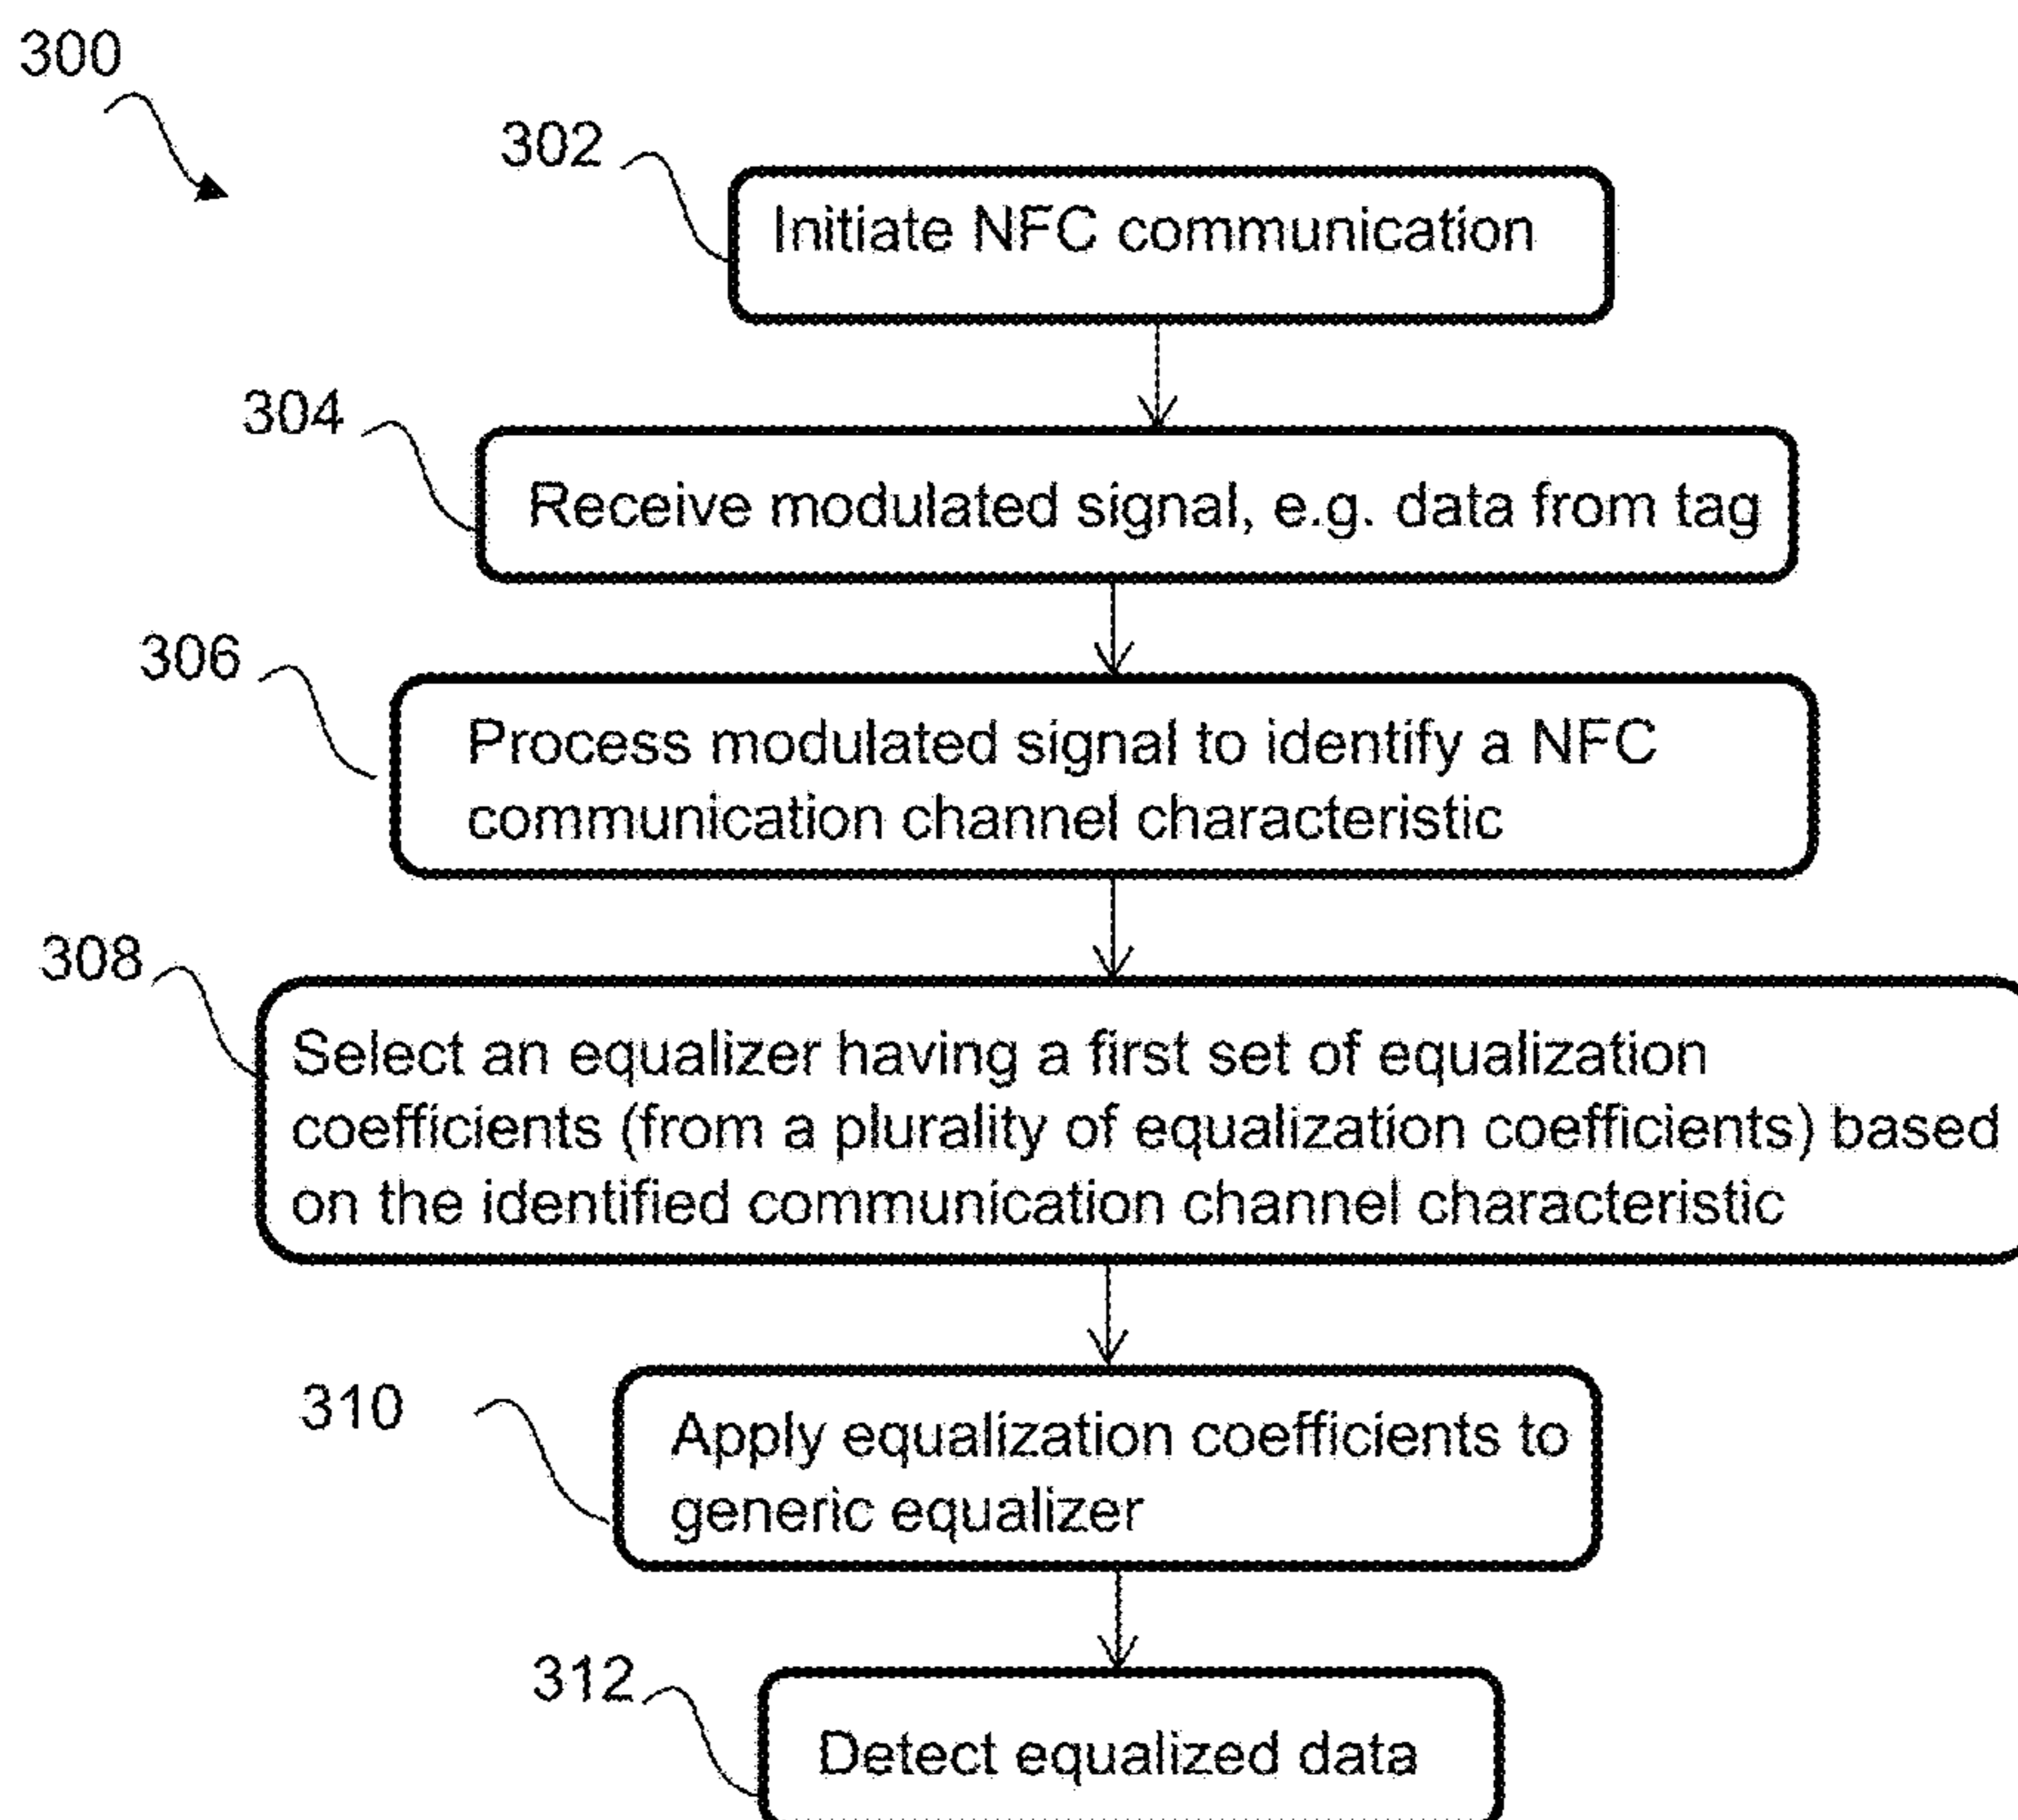 300
302
Initiate NFC communication
304
Receive modulated signal, e.g. data from tag
306
Process modulated signal to identify a NFC
communication channel characteristic
308
Select an equalizer having a first set of equalization
coefficients (from a plurality of equalization coefficients) based
on the identified communication channel characteristic
310
Apply equalization coefficients to
generic equalizer
312
Detect equalized data